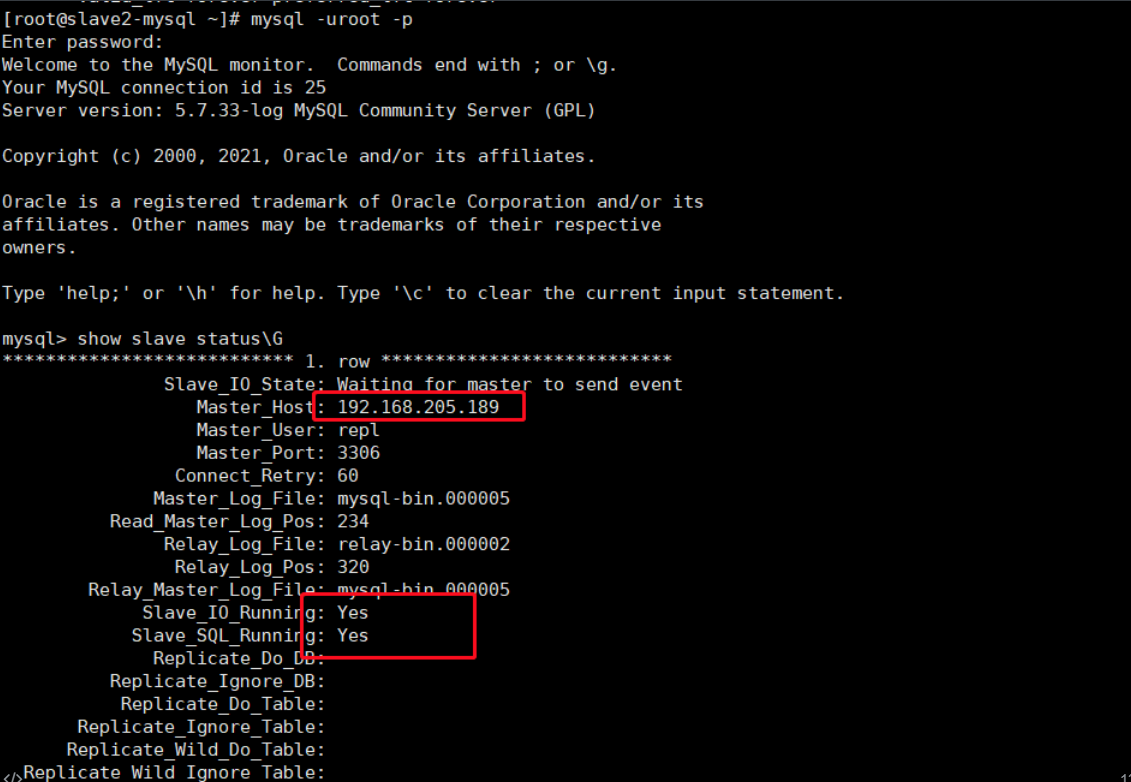 [root@slave2-mysql ~]# mysql -uroot -p
Enter password:
Welcome to the MySQL monitor.  Commands end with ; or \g.
Your MySQL connection id is 25
Server version: 5.7.33-log MySQL Community Server (GPL)
Copyright (c) 2000, 2021, Oracle and/or its affiliates.
Oracle is a registered trademark of Oracle Corporation and/or its
affiliates. Other names may be trademarks of their respective
owners.
Type 'help;' or '\h' for help. Type '\c' to clear the current input statement.
mysql> show slave status\G
*************************** 1. row ***************************
Slave_IO_State: Waiting for master to send event
Master_Host: 192.168.205.189
Master_User: repl
Master_Port: 3306
Connect_Retry: 60
Master_Log_File: mysql-bin.000005
Read_Master_Log_Pos: 234
Relay_Log_File: relay-bin.000002
Relay_Log_Pos: 320
Relay_Master_Log_File: mysql-bin.000005
Slave_IO_Running: Yes
Slave_SQL_Running: Yes
Replicate_Do_DB:
Replicate_Ignore_DB:
Replicate_Do_Table:
Replicate_Ignore_Table:
Replicate_Wild_Do_Table:
Replicate_Wild_Ignore_Table: